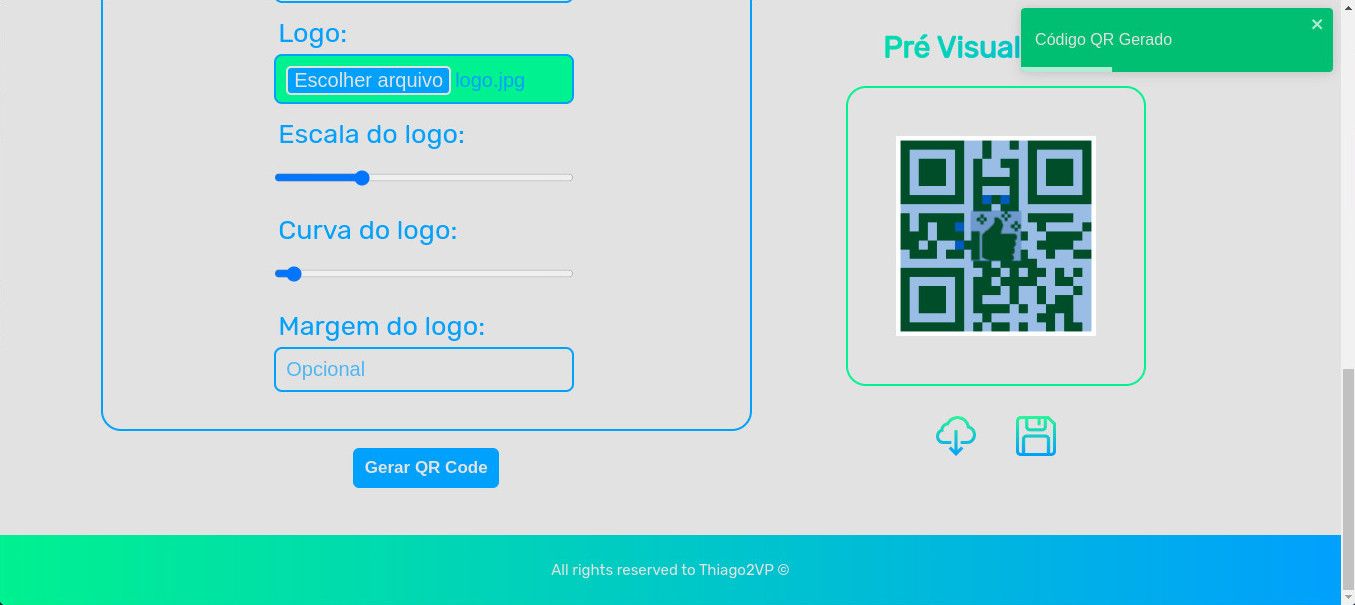 Logo:
Escolher arquivo logo.jpg
Escala do logo:
Curva do logo:
Margem do logo:
Opcional
Gerar QR Code
Pré Visual
Código QR Gerado
All rights reserved to Thiago2VP ©